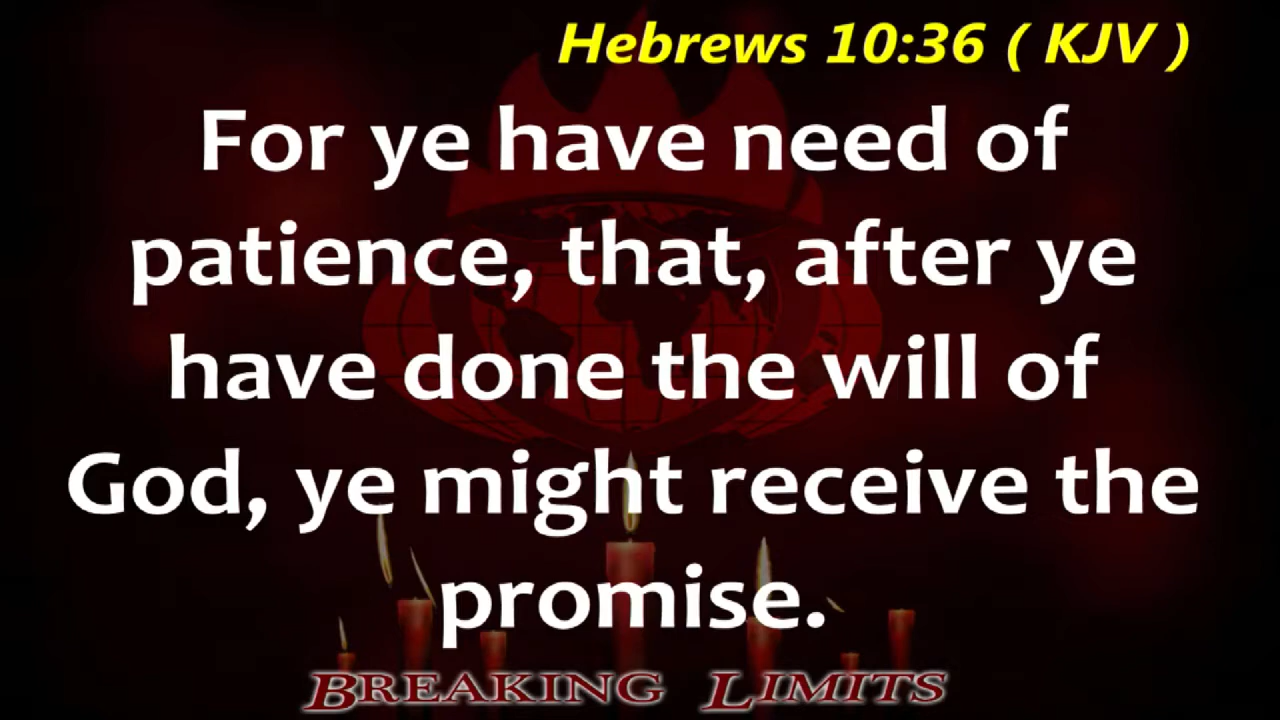 Hebrews 10:36 ( KJV )
For ye have need of
patience, that, after ye
have done the will of
God, ye might receive the
promise.
BREAKING LIMITS